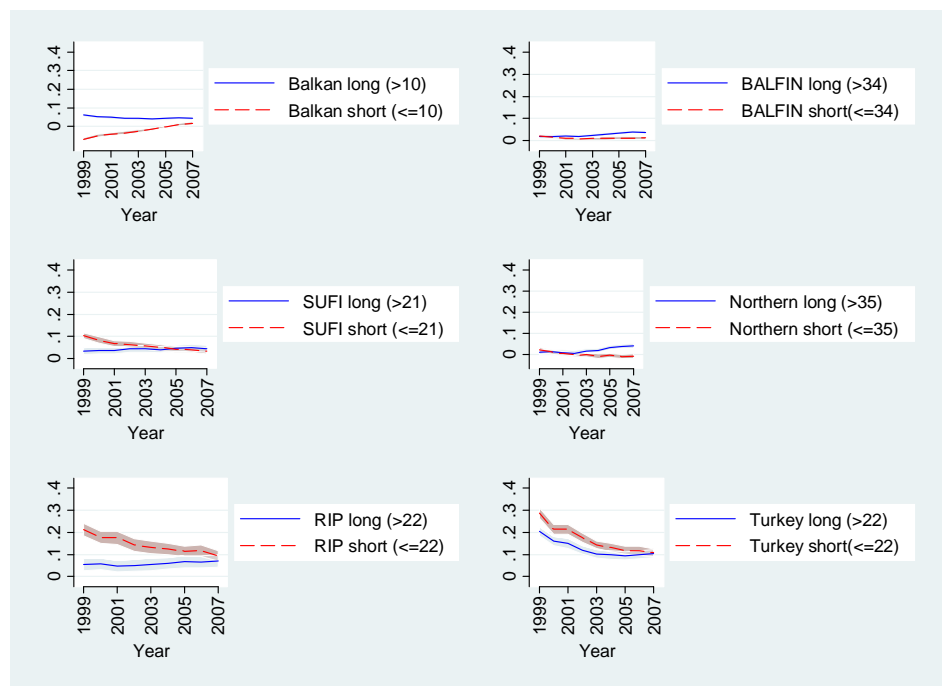 0 .1 .2 .3 .4
1999 2001 2003 2005 2007
Year
Balkan long (>10)
Balkan short (<=10)
0 .1 .2 .3 .4
1999 2001 2003 2005 2007
Year
BALFIN long (>34)
BALFIN short(<=34)
0 .1 .2 .3 .4
1999 2001 2003 2005 2007
Year
SUFI long (>21)
SUFI short (<=21)
0 .1 .2 .3 .4
1999 2001 2003 2005 2007
Year
Northern long (>35)
Northern short (<=35)
0 .1 .2 .3 .4
1999 2001 2003 2005 2007
Year
RIP long (>22)
RIP short (<=22)
0 .1 .2 .3 .4
1999 2001 2003 2005 2007
Year
Turkey long (>22)
Turkey short(<=22)